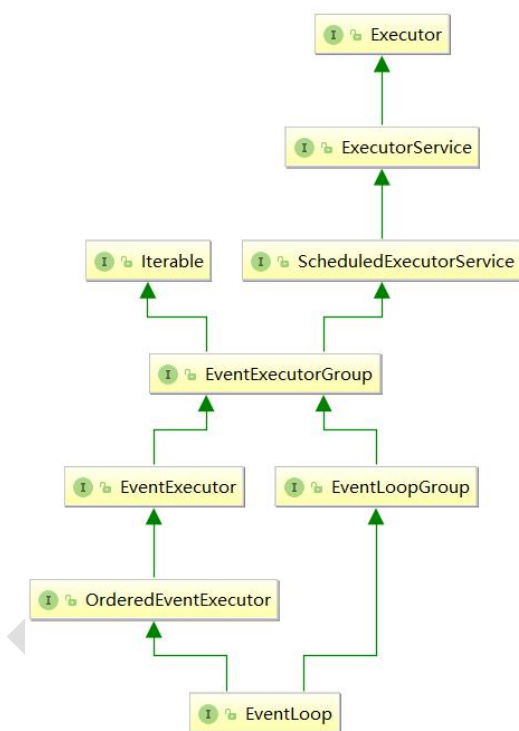 I Executor
I ExecutorService
I Iterable
I ScheduledExecutorService
I EventExecutorGroup
I EventExecutor
I EventLoopGroup
I OrderedEventExecutor
I EventLoop